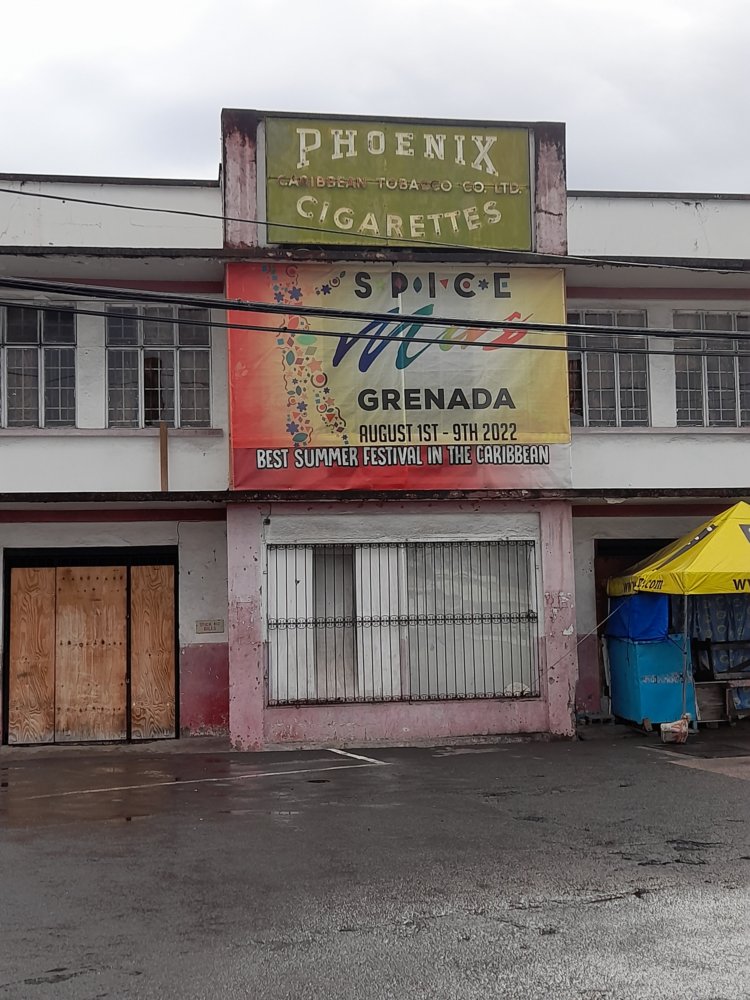 PHOENIX
CARIBBEAN TOBACCO CO. LTD.
CIGARETTES
SPICE
Mas
GRENADA
AUGUST 1ST - 9TH 2022
BEST SUMMER FESTIVAL IN THE CARIBBEAN